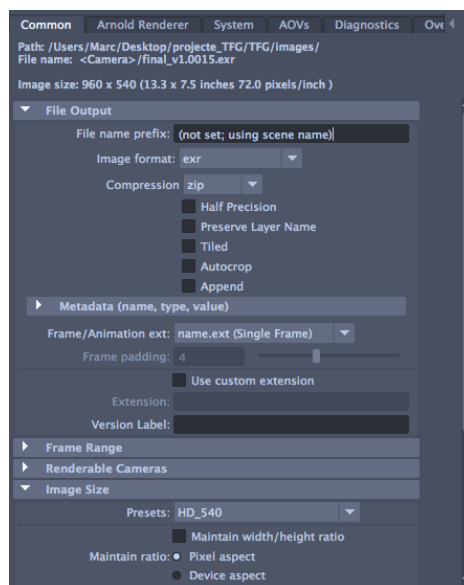 Common Arnold Renderer System AOVs Diagnostics Ove
Path: /Users/Marc/Desktop/projecte_TFG/TFG/images/
File name: <Camera>/final_v1.0015.exr
Image size: 960 x 540 (13.3 x 7.5 inches 72.0 pixels/inch )
File Output
File name prefix: (not set; using scene name)
Image format: exr
Compression zip
Half Precision
Preserve Layer Name
Tiled
Autocrop
Append
Metadata (name, type, value)
Frame/Animation ext: name.ext (Single Frame)
Frame padding: 4
Use custom extension
Extension:
Version Label:
Frame Range
Renderable Cameras
Image Size
Presets: HD_540
Maintain width/height ratio
Maintain ratio: Pixel aspect
Device aspect